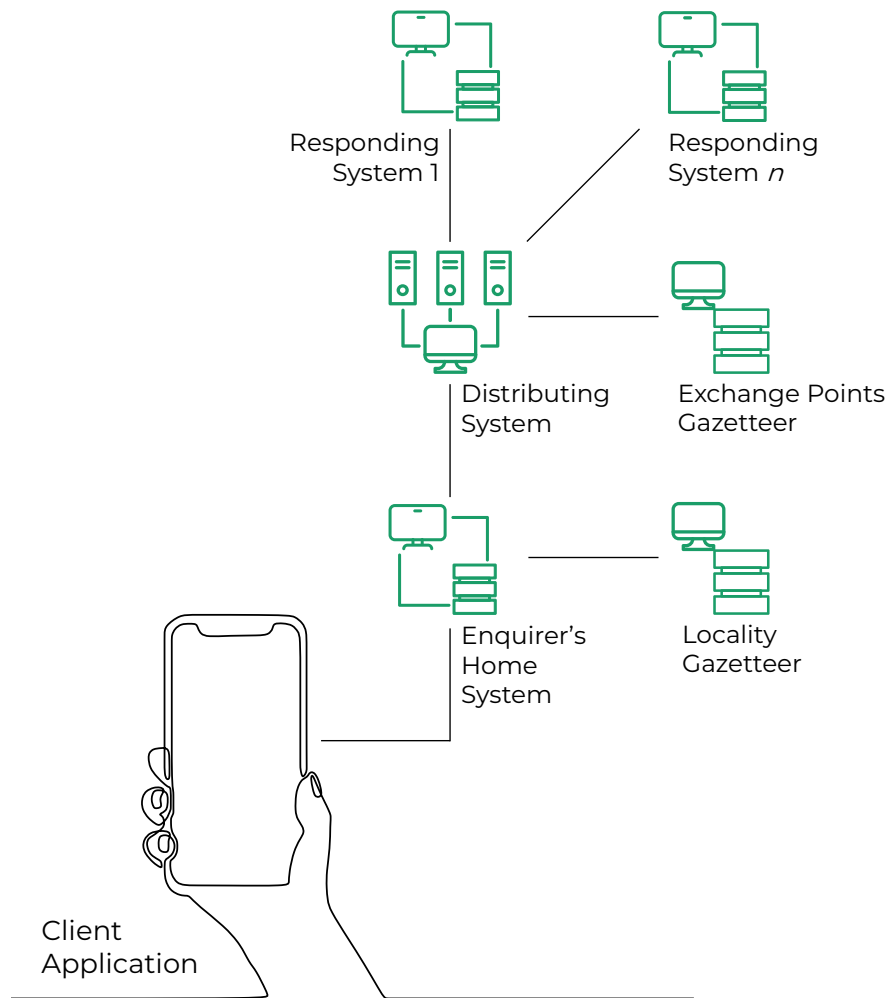 Responding
System 1
Responding
System n
Distributing
System
Exchange Points
Gazetteer
Enquirer’s
Home
System
Locality
Gazetteer
Client
Application